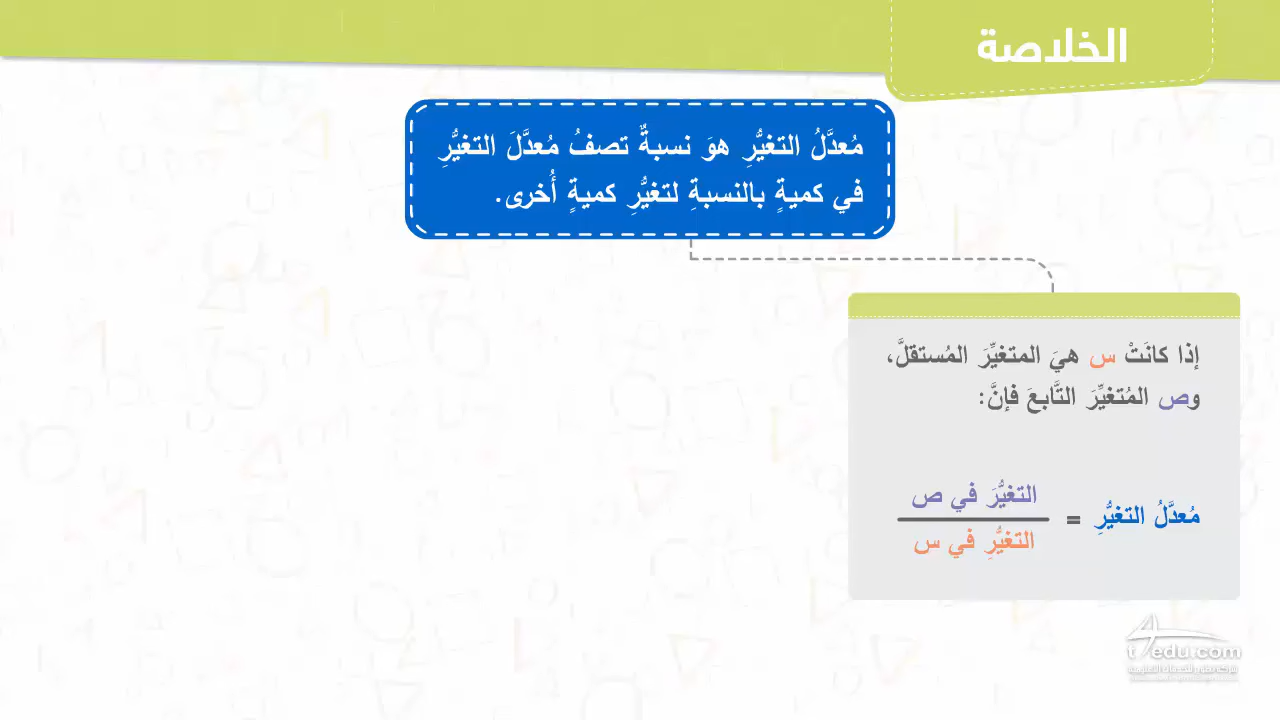 الخلاصة
مُعدَّلُ التغيُّرِ هوَ نسبةٌ تصفُ مُعدَّلَ التغيُّرِ
في كميةٍ بالنسبةِ لتغيُّرِ كميةٍ أُخرى.
إذا كانَتْ س هيَ المتغيِّرَ المُستقلَّ،
وص المُتغيِّرَ التَّابعَ فإنَّ:
مُعدَّلُ التغيُّرِ =
التغيُّرَ في ص
التغيُّرِ في س
t4edu.com